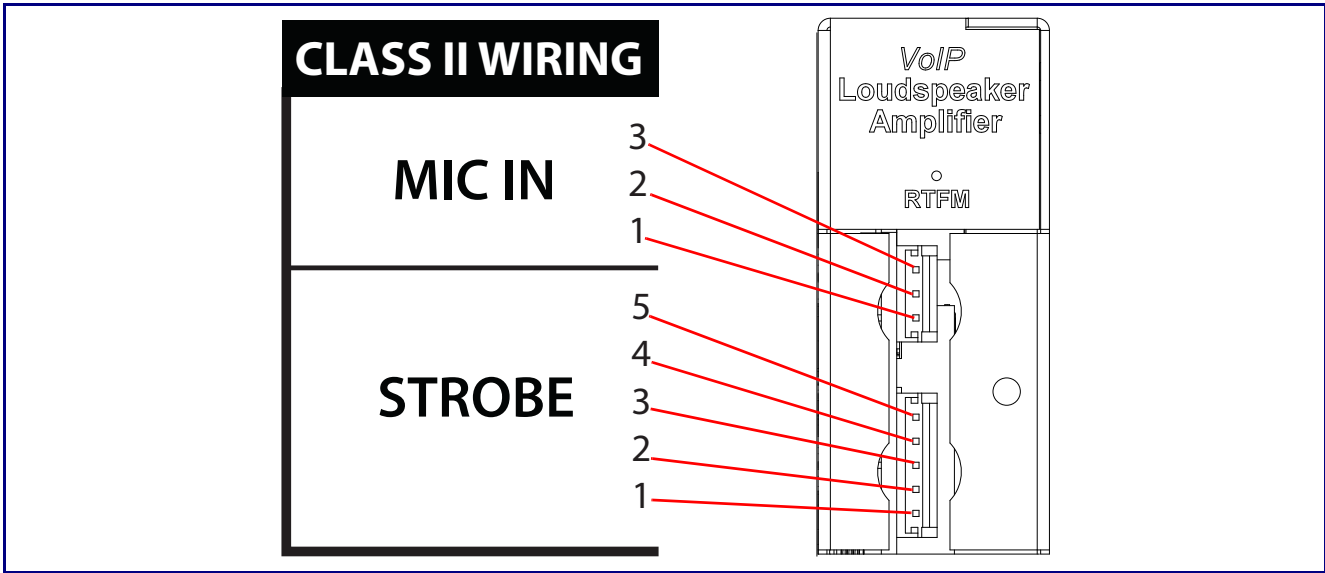 CLASS II WIRING
MIC IN
3
2
1
STROBE
5
4
3
2
1
VoIP
Loudspeaker
Amplifier
RTFM